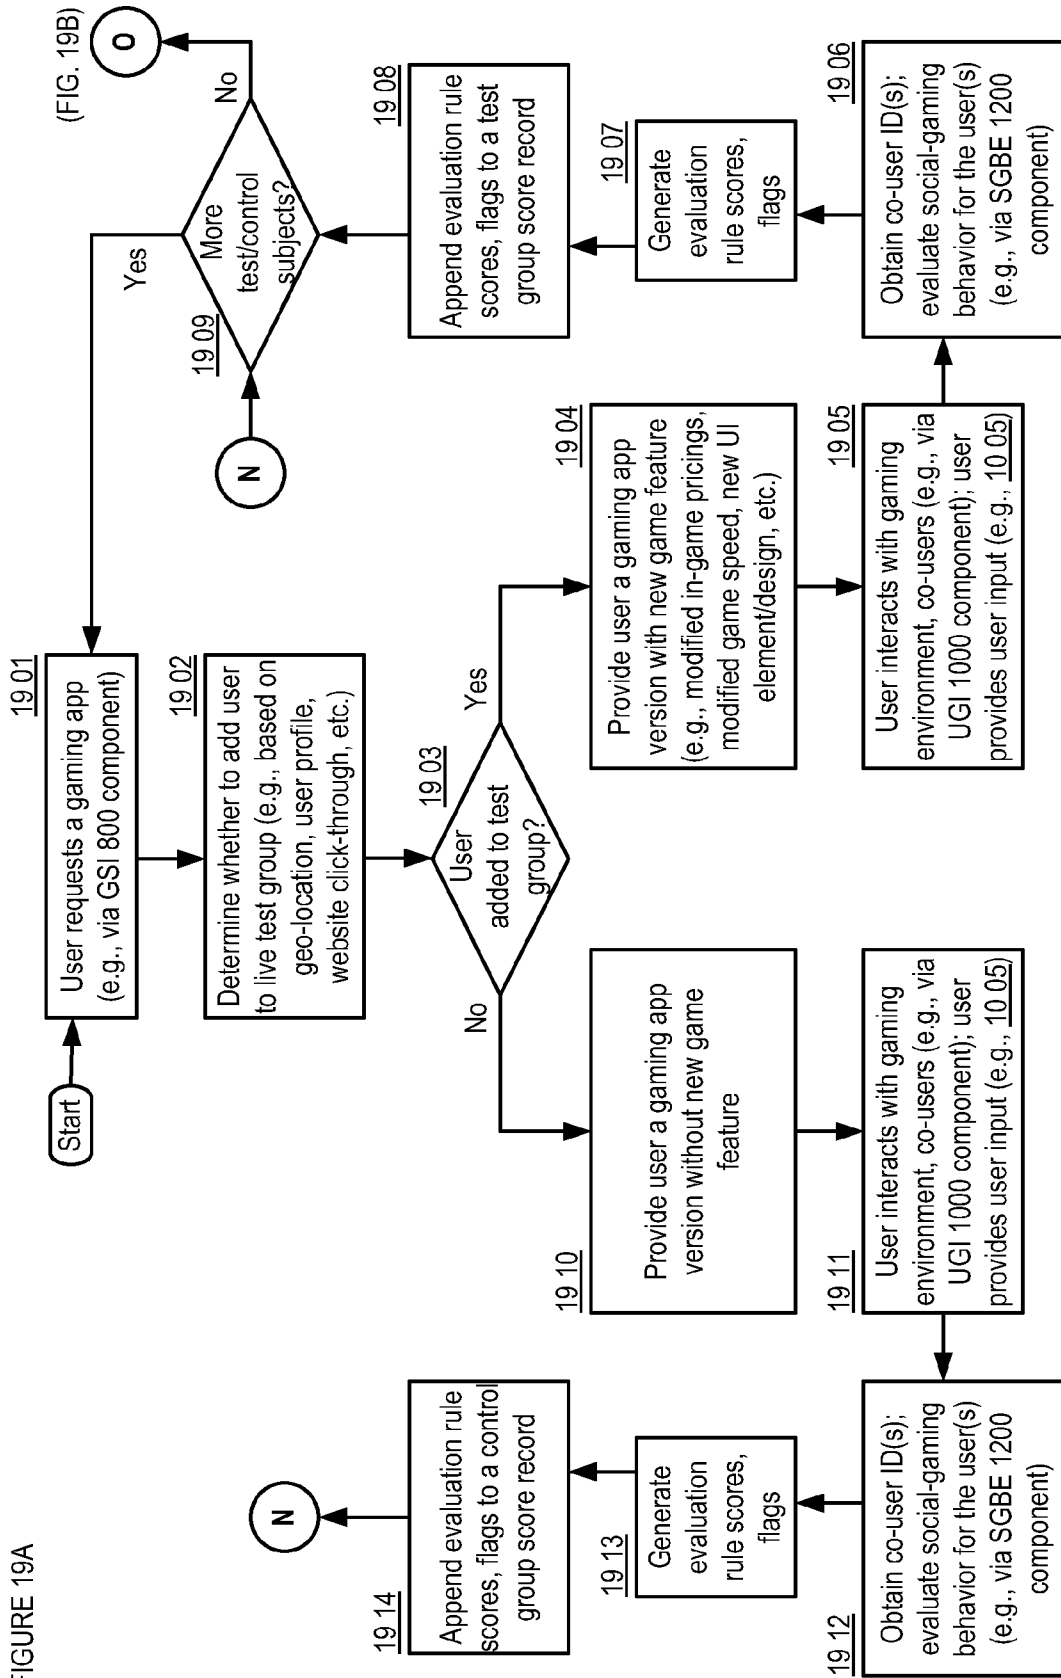 FIGURE 19A
Start
19 01
User requests a gaming app
(e.g., via GSI 800 component)
19 02
Determine whether to add user
to live test group (e.g., based on
geo-location, user profile,
website click-through, etc.)
19 03
User
added to test
group?
Yes
No
19 04
Provide user a gaming app
version with new game feature
(e.g., modified in-game pricings,
modified game speed, new UI
element/design, etc.)
19 05
User interacts with gaming
environment, co-users (e.g., via
UGI 1000 component); user
provides user input (e.g., 10 05)
19 06
Obtain co-user ID(s);
evaluate social-gaming
behavior for the user(s)
(e.g., via SGBE 1200
component)
19 07
Generate
evaluation
rule scores,
flags
19 08
Append evaluation rule
scores, flags to a test
group score record
19 09
More
test/control
subjects?
Yes
No
N
O
(FIG. 19B)
19 10
Provide user a gaming app
version without new game
feature
19 11
User interacts with gaming
environment, co-users (e.g., via
UGI 1000 component); user
provides user input (e.g., 10 05)
19 12
Obtain co-user ID(s);
evaluate social-gaming
behavior for the user(s)
(e.g., via SGBE 1200
component)
19 13
Generate
evaluation
rule scores,
flags
19 14
Append evaluation rule
scores, flags to a control
group score record
N